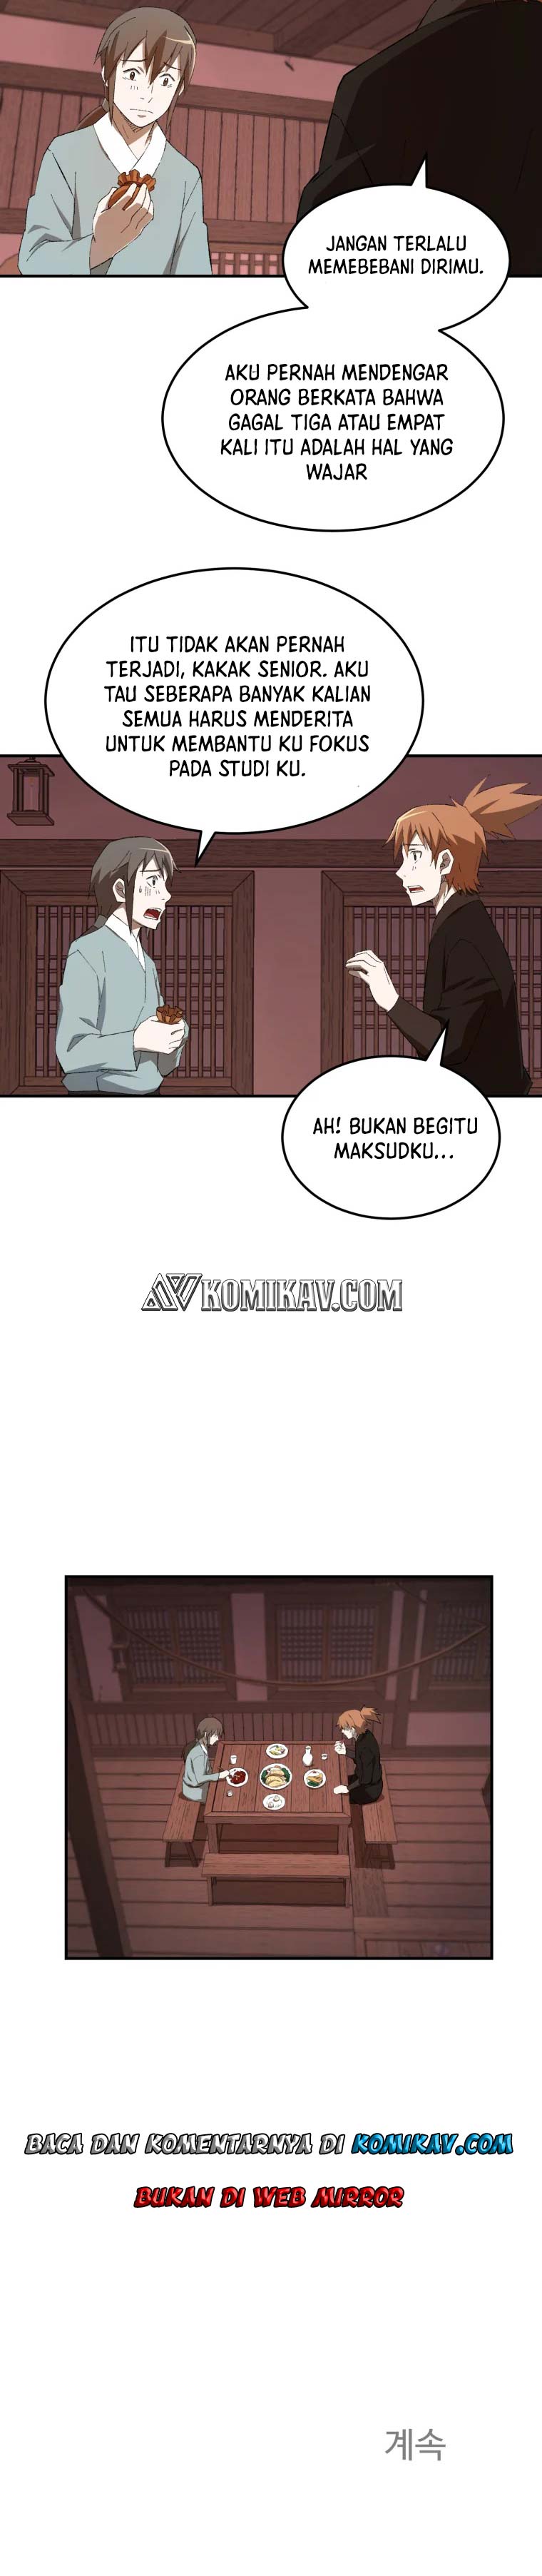 JANGAN TERLALU
MEMEBEBANI DIRIMU.
AKU PERNAH MENDENGAR
ORANG BERKATA BAHWA
GAGAL TIGA ATAU EMPAT
KALI ITU ADALAH HAL YANG
WAJAR
ITU TIDAK AKAN PERNAH
TERJADI, KAKAK SENIOR. AKU
TAU SEBERAPA BANYAK KALIAN
SEMUA HARUS MENDERITA
UNTUK MEMBANTU KU FOKUS
PADA STUDI KU.
AH! BUKAN BEGITU
MAKSUDKU...
KOMIKAV.COM
BACA DAN KOMENTARNYA DI KOMIKAV.COM
BUKAN DI WEB MIRROR
계속